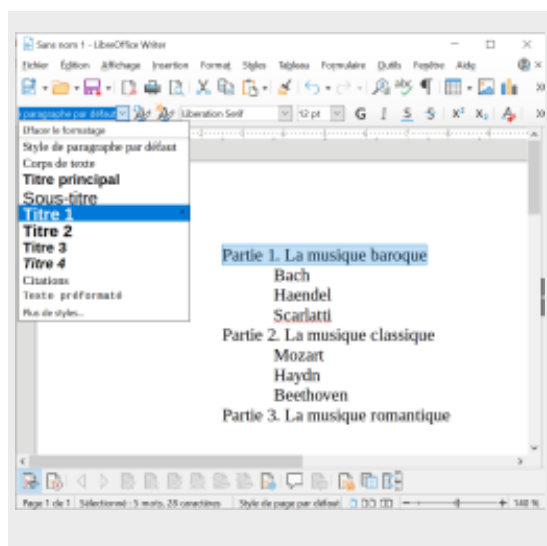 Sans nom 1 - LibreOffice Writer
Fichier Édition Affichage Insertion Format Styles Tableau Formulaire Outils Fenêtre Aide
paragraphe par défaut Liberation Serif 12 pt G I S S X² X₂ A
Effacer le formatage
Style de paragraphe par défaut
Corps de texte
Titre principal
Sous-titre
Titre 1
Titre 2
Titre 3
Titre 4
Citations
Texte préformaté
Plus de styles...
Partie 1. La musique baroque
Bach
Haendel
Scarlatti
Partie 2. La musique classique
Mozart
Haydn
Beethoven
Partie 3. La musique romantique
Page 1 de 1 Sélectionné : 5 mots, 28 caractères Style de page par défaut 140 %